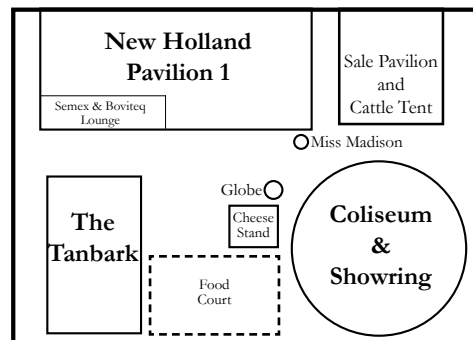 New Holland
Pavilion 1
Semex & Boviteq
Lounge
Sale Pavilion
and
Cattle Tent
Miss Madison
Globe
Cheese
Stand
The
Tanbark
Coliseum
&
Showring
Food
Court